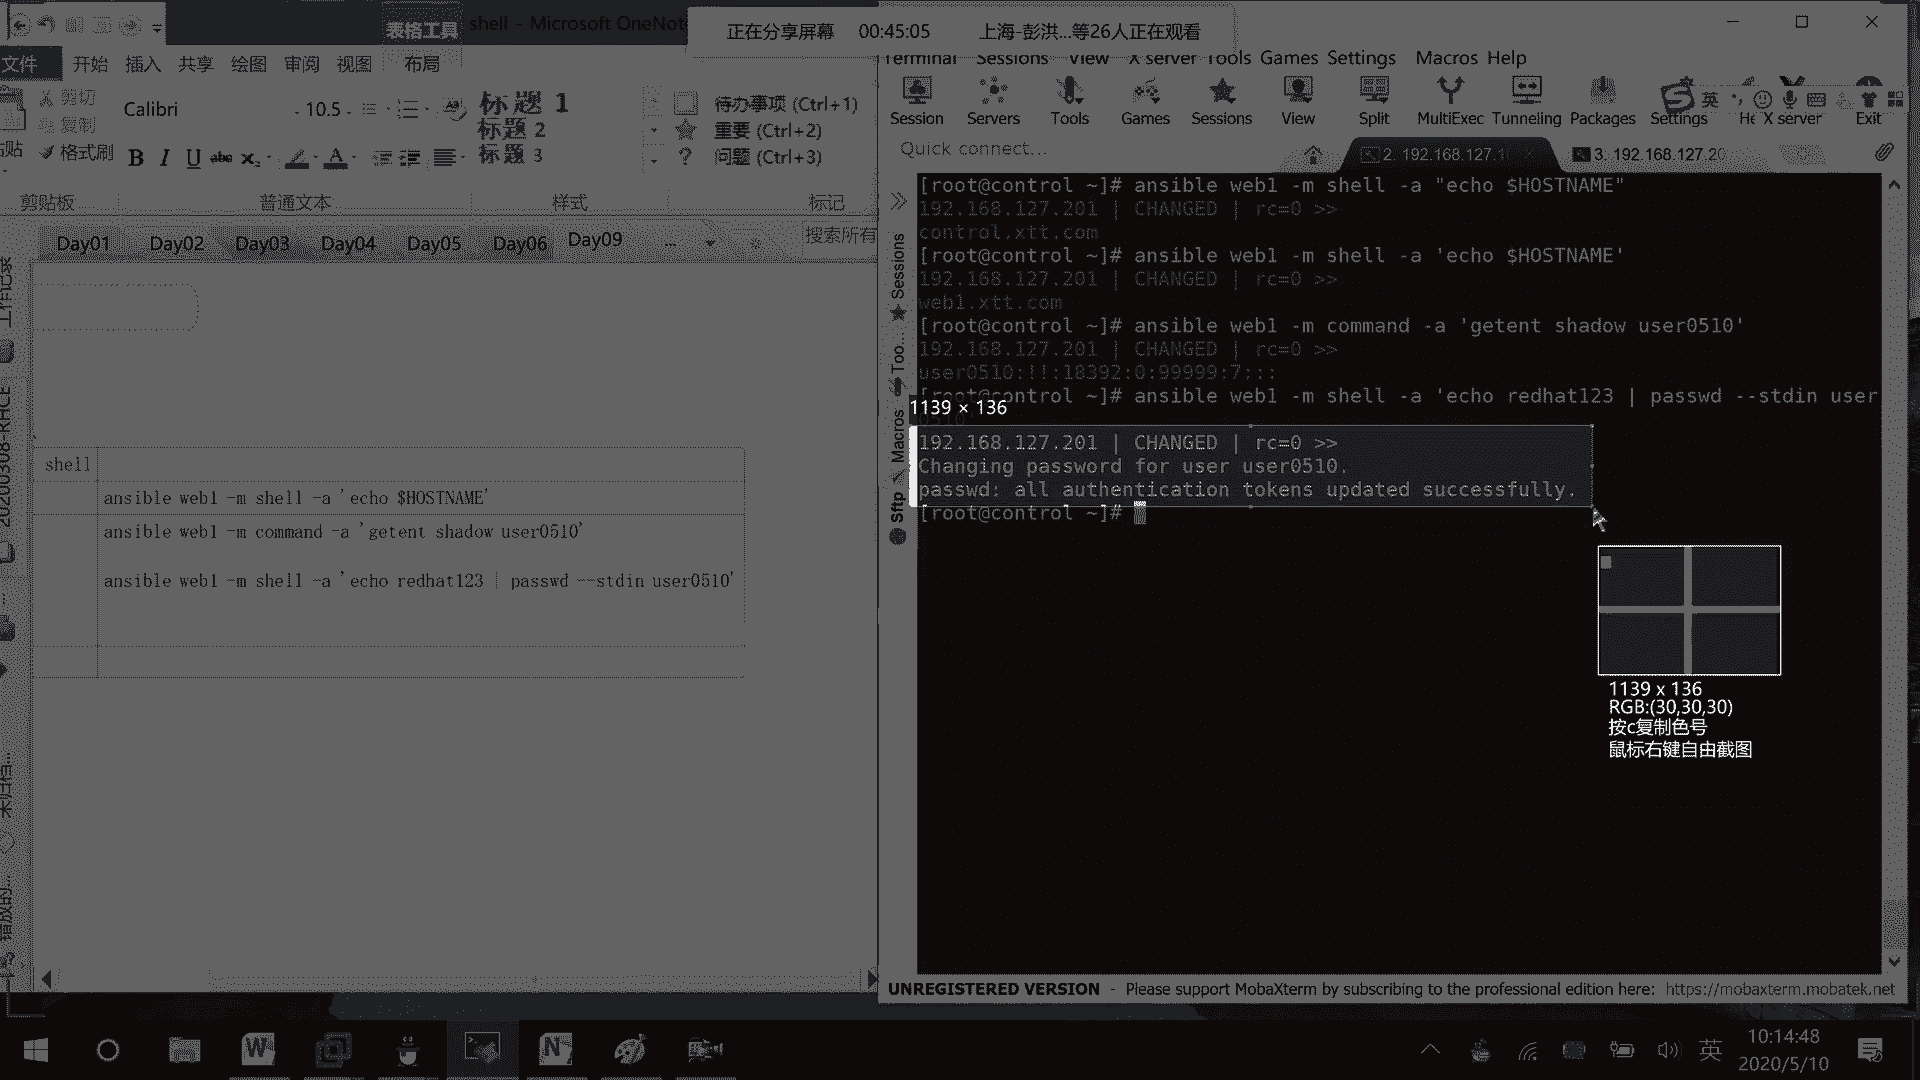 表格工具
shell - Microsoft OneNot
正在分享屏幕 00:45:05 上海-彭洪...等26人正在观看
文件 开始 插入 共享 绘图 审阅 视图 布局
剪切
复制
格式刷
Calibri 10.5
B I U abc
标题 1
标题 2
标题 3
待办事项 (Ctrl+1)
重要 (Ctrl+2)
问题 (Ctrl+3)
剪贴板 普通文本 样式 标记
Day01 Day02 Day03 Day04 Day05 Day06 Day09 ...
搜索所有
20200308-RHCE
shell
ansible web1 -m shell -a 'echo $HOSTNAME'
ansible web1 -m command -a 'getent shadow user0510'
ansible web1 -m shell -a 'echo redhat123 | passwd --stdin user0510'
Terminal Sessions View X server Tools Games Settings Macros Help
Session Servers Tools Games Sessions View Split MultiExec Tunneling Packages Settings He X server Exit
英
Quick connect...
2. 192.168.127.10
3. 192.168.127.20
Sessions
Too...
Macros
Sftp
[root@control ~]# ansible web1 -m shell -a "echo $HOSTNAME"
192.168.127.201 | CHANGED | rc=0 >>
control.xtt.com
[root@control ~]# ansible web1 -m shell -a 'echo $HOSTNAME'
192.168.127.201 | CHANGED | rc=0 >>
web1.xtt.com
[root@control ~]# ansible web1 -m command -a 'getent shadow user0510'
192.168.127.201 | CHANGED | rc=0 >>
user0510:!!:18392:0:99999:7:::
[root@control ~]# ansible web1 -m shell -a 'echo redhat123 | passwd --stdin user
1139 × 136
192.168.127.201 | CHANGED | rc=0 >>
Changing password for user user0510.
passwd: all authentication tokens updated successfully.
[root@control ~]#
1139 x 136
RGB:(30,30,30)
按c复制色号
鼠标右键自由截图
UNREGISTERED VERSION - Please support MobaXterm by subscribing to the professional edition here: https://mobaxterm.mobatek.net
英
10:14:48
2020/5/10